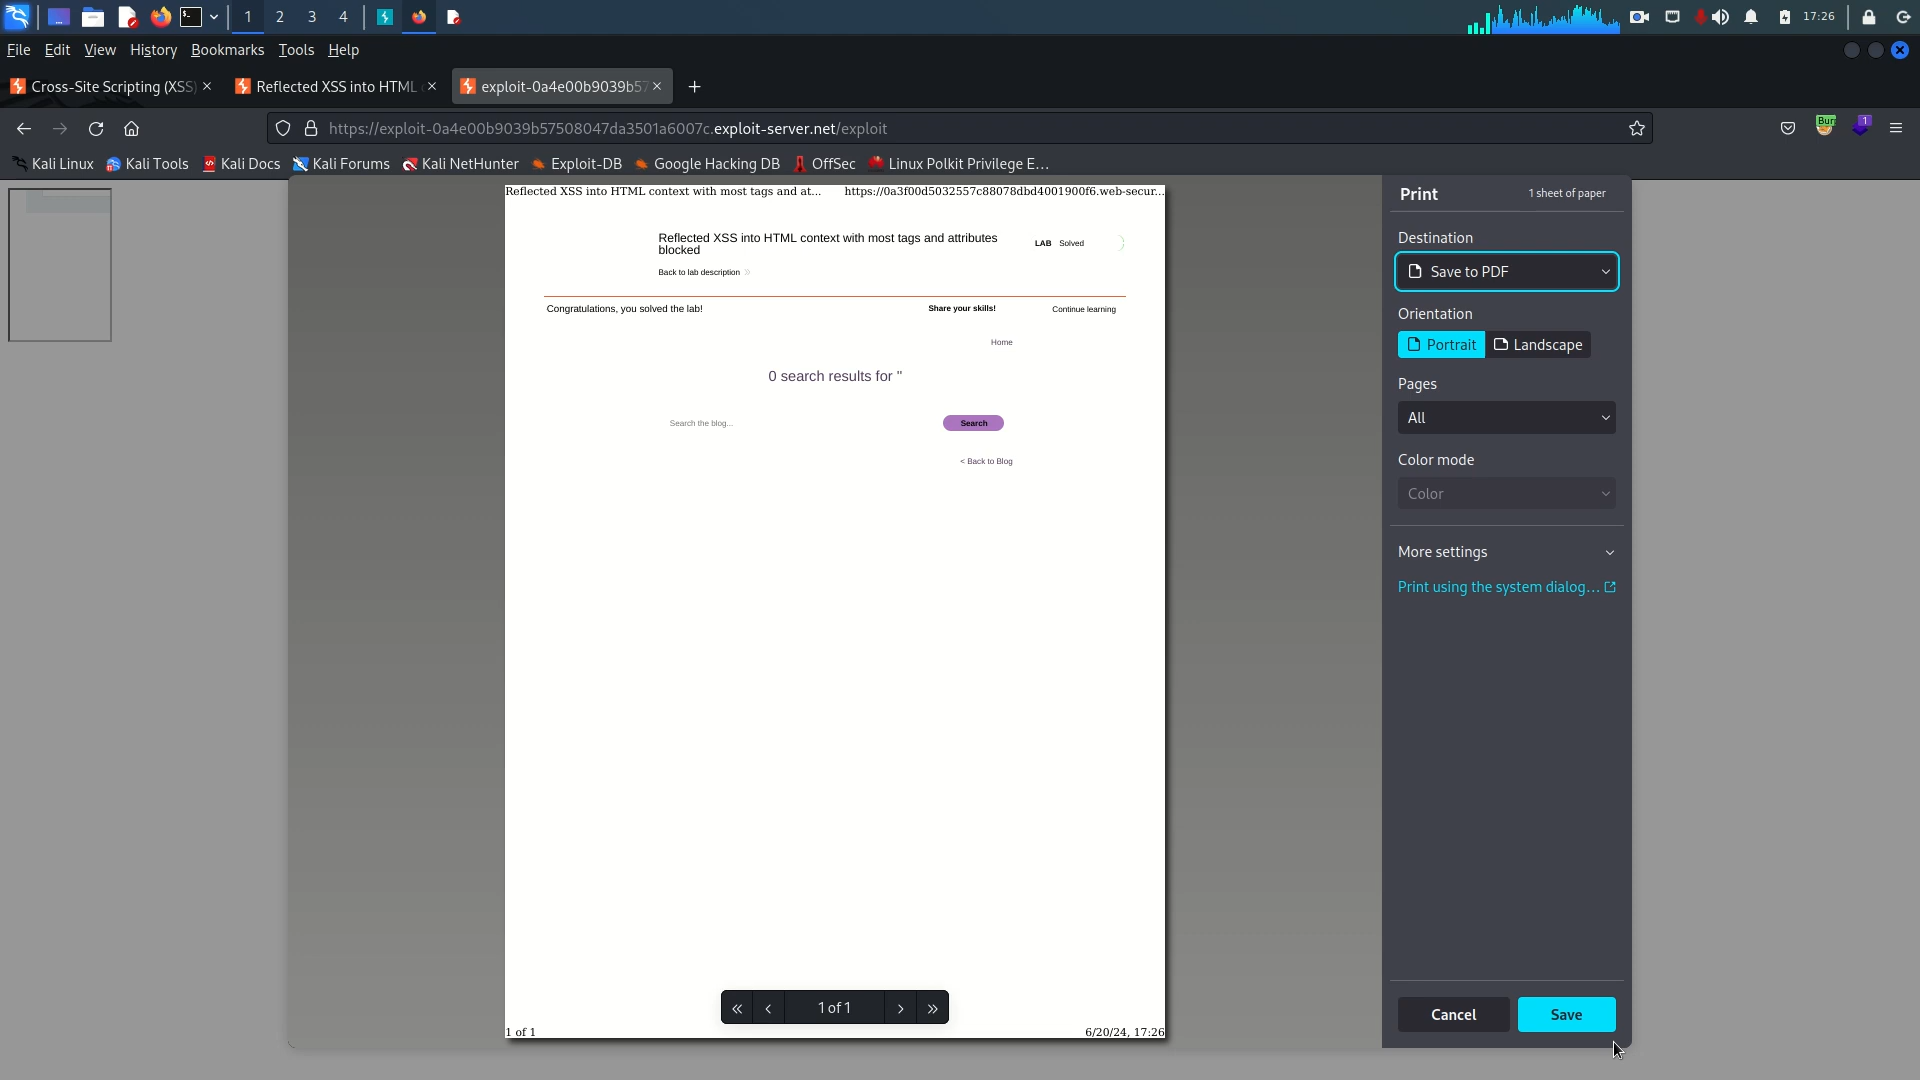 1 2 3 4 17:26
File Edit View History Bookmarks Tools Help
Cross-Site Scripting (XSS) Reflected XSS into HTML exploit-0a4e00b9039b57
https://exploit-0a4e00b9039b57508047da3501a6007c.exploit-server.net/exploit Bur 1
Kali Linux Kali Tools Kali Docs Kali Forums Kali NetHunter Exploit-DB Google Hacking DB OffSec Linux Polkit Privilege E...
Reflected XSS into HTML context with most tags and at... https://0a3f00d5032557c88078dbd4001900f6.web-secur...
Reflected XSS into HTML context with most tags and attributes
blocked
LAB Solved
Back to lab description
Congratulations, you solved the lab! Share your skills! Continue learning
Home
0 search results for "
Search the blog... Search
< Back to Blog
1 of 1
1 of 1 6/20/24, 17:26
Print 1 sheet of paper
Destination
Save to PDF
Orientation
Portrait Landscape
Pages
All
Color mode
Color
More settings
Print using the system dialog...
Cancel Save